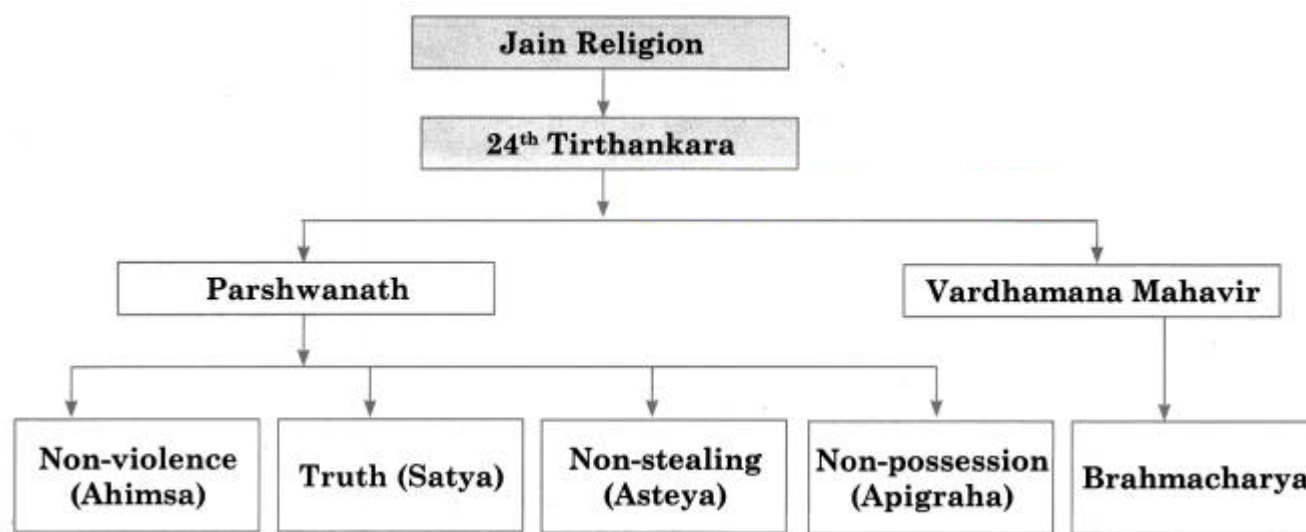 Jain Religion
24th Tirthankara
Parshwanath
Vardhamana Mahavir
Non-violence
(Ahimsa)
Truth (Satya)
Non-stealing
(Asteya)
Non-possession
(Apigraha)
Brahmacharya